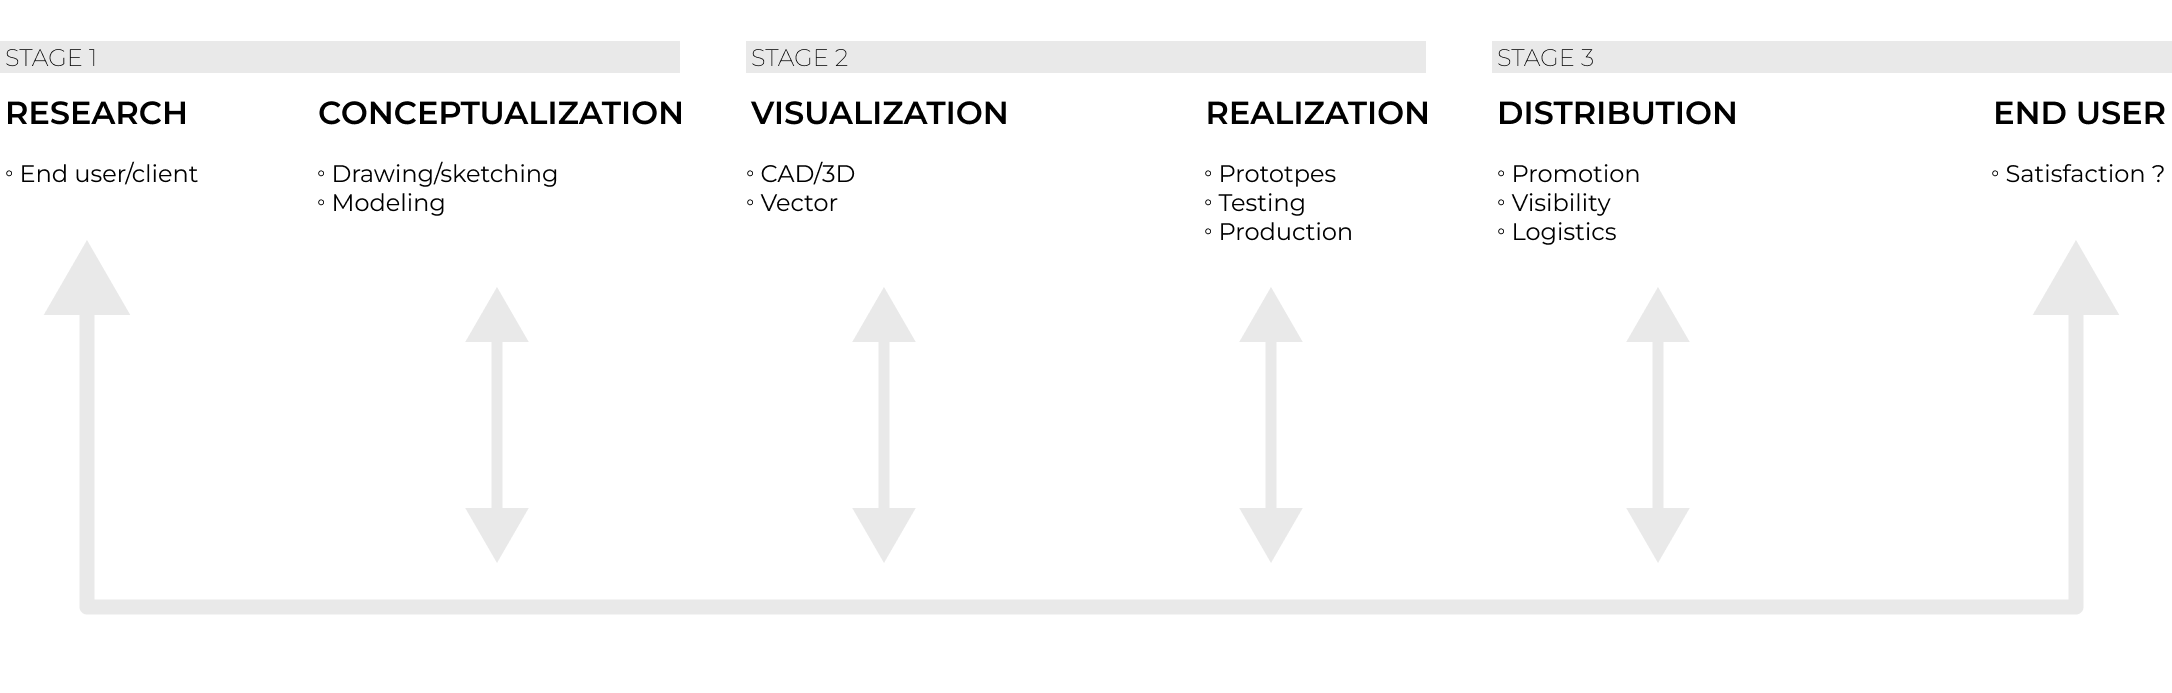 STAGE 1
RESEARCH
◦ End user/client
CONCEPTUALIZATION
◦ Drawing/sketching
◦ Modeling
STAGE 2
VISUALIZATION
◦ CAD/3D
◦ Vector
REALIZATION
◦ Prototpes
◦ Testing
◦ Production
STAGE 3
DISTRIBUTION
◦ Promotion
◦ Visibility
◦ Logistics
END USER
◦ Satisfaction ?